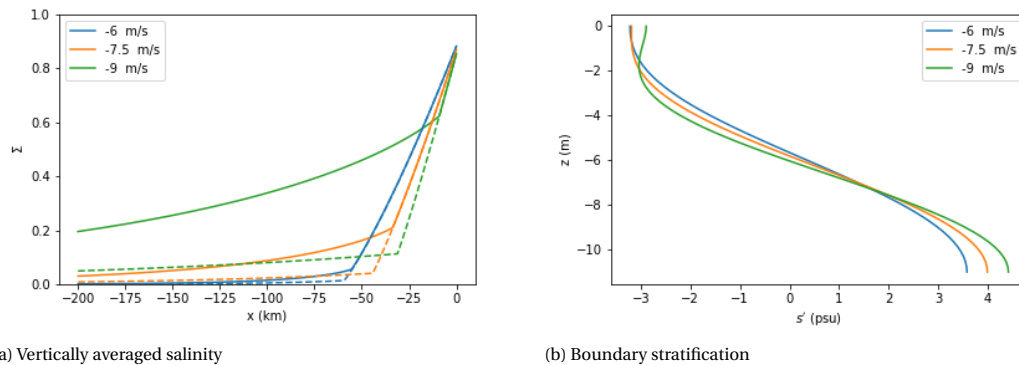 1.0
0.8
0.6
0.4
0.2
0.0
Σ
-6 m/s
-7.5 m/s
-9 m/s
−200 −175 −150 −125 −100 −75 −50 −25 0
x (km)
a) Vertically averaged salinity
0
−2
−4
−6
−8
−10
z (m)
-6 m/s
-7.5 m/s
-9 m/s
−3 −2 −1 0 1 2 3 4
s′ (psu)
(b) Boundary stratification